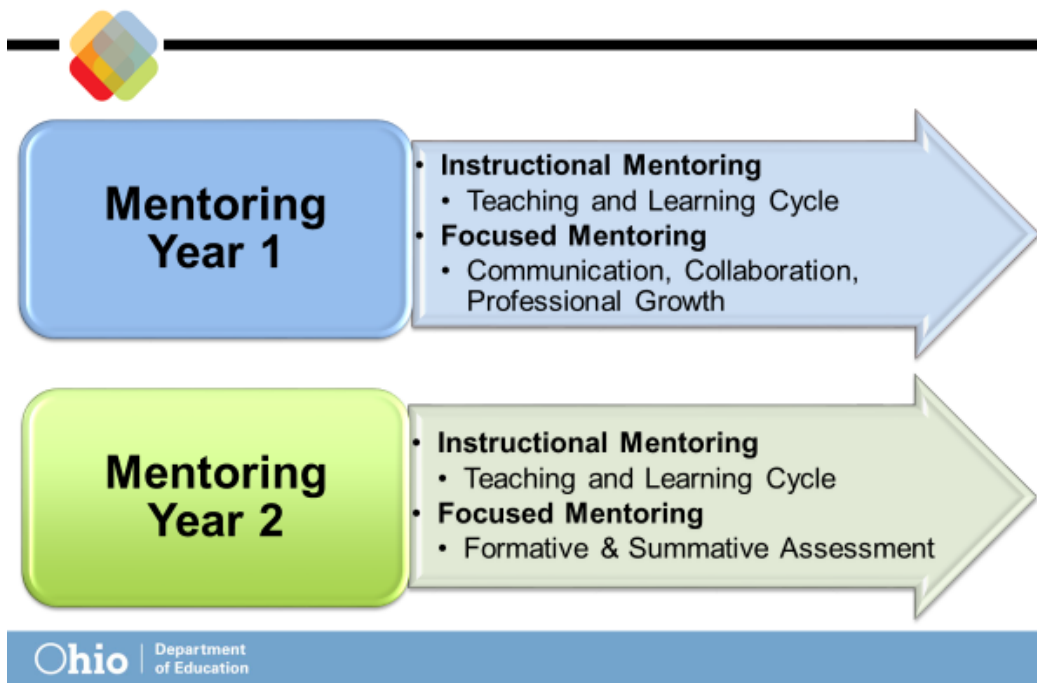 Mentoring
Year 1
• Instructional Mentoring
• Teaching and Learning Cycle
• Focused Mentoring
• Communication, Collaboration,
Professional Growth
Mentoring
Year 2
• Instructional Mentoring
• Teaching and Learning Cycle
• Focused Mentoring
• Formative & Summative Assessment
Ohio
Department
of Education